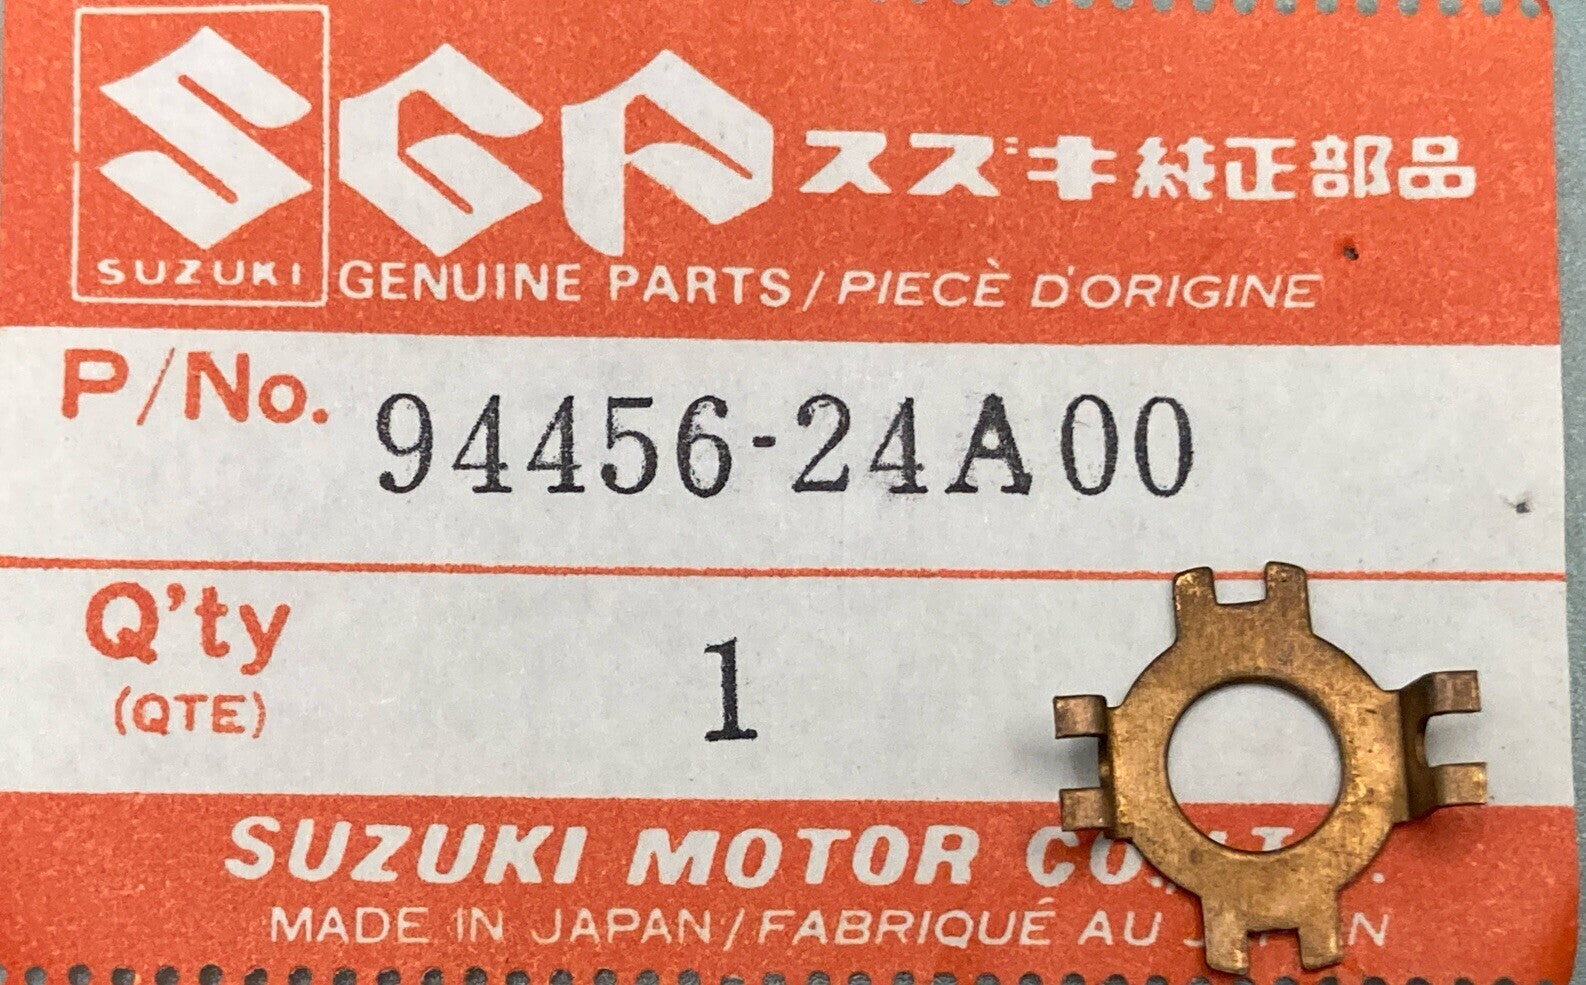 SGP スズキ純正部品
SUZUKI GENUINE PARTS / PIECÈ D'ORIGINE
P/No. 94456-24A00
Q'ty 1
(QTE)
SUZUKI MOTOR
MADE IN JAPAN / FABRIQUÉ AU